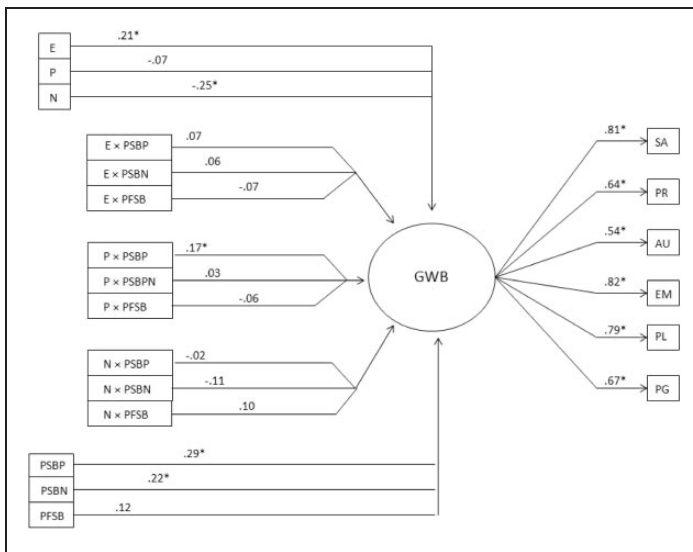 E .21*
P -.07
N -.25*
E × PSBP .07
E × PSBN .06
E × PFSB -.07
P × PSBP .17*
P × PSBPN .03
P × PFSB -.06
N × PSBP -.02
N × PSBN -.11
N × PFSB .10
PSBP .29*
PSBN .22*
PFSB .12
GWB
.81* SA
.64* PR
.54* AU
.82* EM
.79* PL
.67* PG